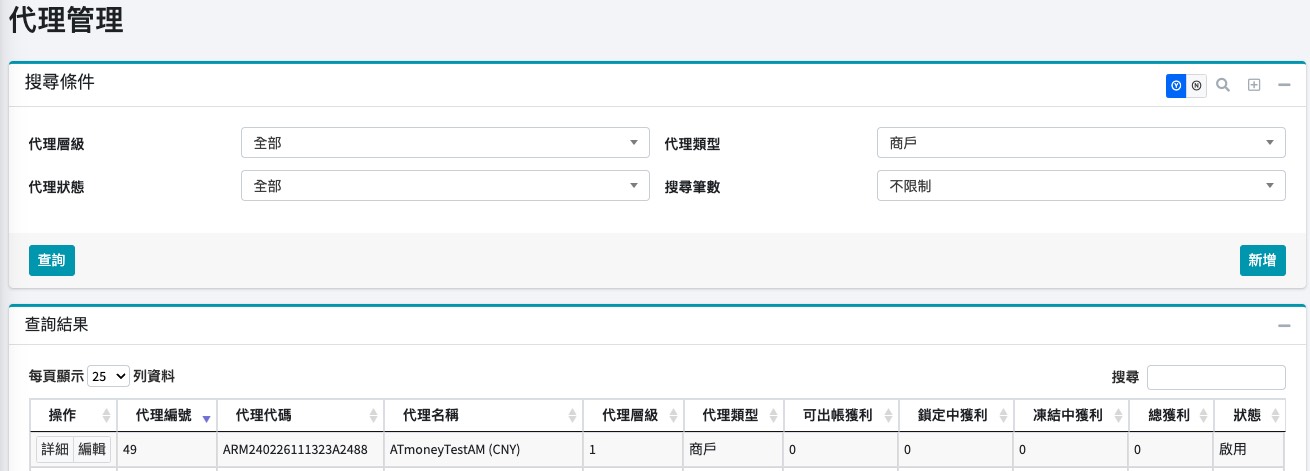 代理管理
搜尋條件
Y N
代理層級 全部 代理類型 商戶
代理狀態 全部 搜尋筆數 不限制
查詢 新增
查詢結果
每頁顯示 25 列資料 搜尋
操作 代理編號 代理代碼 代理名稱 代理層級 代理類型 可出帳獲利 鎖定中獲利 凍結中獲利 總獲利 狀態
詳細 編輯 49 ARM240226111323A2488 ATmoneyTestAM (CNY) 1 商戶 0 0 0 0 啟用